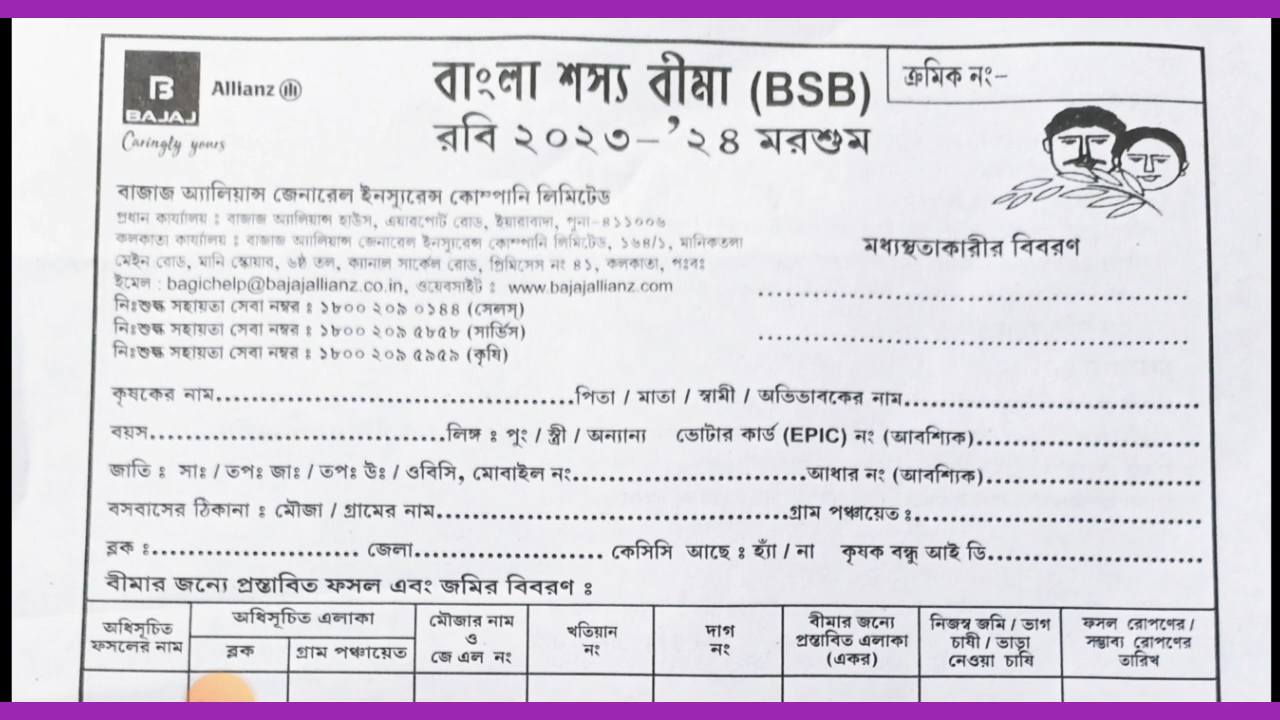 B
BAJAJ
Allianz
Caringly yours
বাংলা শস্য বীমা (BSB)
রবি ২০২৩–’২৪ মরশুম
ক্রমিক নং–
বাজাজ অ্যালিয়ান্স জেনারেল ইনস্যুরেন্স কোম্পানি লিমিটেড
প্রধান কার্য্যালয় : বাজাজ অ্যালিয়ান্স হাউস, এয়ারপোর্ট রোড, ইয়ারাবাদা, পুনা-৪১১০০৬
কলকাতা কার্য্যালয় : বাজাজ অ্যালিয়ান্স জেনারেল ইনস্যুরেন্স কোম্পানি লিমিটেড, ১৬৪/১, মানিকতলা
মেইন রোড, মানি স্কোয়ার, ৬ষ্ঠ তল, ক্যানাল সার্কেল রোড, প্রিমিসেস নং ৪১, কলকাতা, পঃবঃ
ইমেল : bagichelp@bajajallianz.co.in, ওয়েবসাইট : www.bajajallianz.com
নিঃশুল্ক সহায়তা সেবা নম্বর : ১৮০০ ২০৯ ০১৪৪ (সেলস্)
নিঃশুল্ক সহায়তা সেবা নম্বর : ১৮০০ ২০৯ ৫৮৫৮ (সার্ভিস)
নিঃশুল্ক সহায়তা সেবা নম্বর : ১৮০০ ২০৯ ৫৯৫৯ (কৃষি)
মধ্যস্থতাকারীর বিবরণ
কৃষকের নাম..............................পিতা / মাতা / স্বামী / অভিভাবকের নাম..............................
বয়স..............................লিঙ্গ : পুং / স্ত্রী / অন্যান্য ভোটার কার্ড (EPIC) নং (আবশ্যিক)..............................
জাতি : সাঃ / তপঃ জাঃ / তপঃ উঃ / ওবিসি, মোবাইল নং..............................আধার নং (আবশ্যিক)..............................
বসবাসের ঠিকানা : মৌজা / গ্রামের নাম..............................গ্রাম পঞ্চায়েত :..............................
ব্লক :.............................. জেলা.............................. কেসিসি আছে : হ্যাঁ / না কৃষক বন্ধু আই ডি..............................
বীমার জন্যে প্রস্তাবিত ফসল এবং জমির বিবরণ :
অধিসূচিত
ফসলের নাম
অধিসূচিত এলাকা
ব্লক
গ্রাম পঞ্চায়েত
মৌজার নাম
ও
জে এল নং
খতিয়ান
নং
দাগ
নং
বীমার জন্যে
প্রস্তাবিত এলাকা
(একর)
নিজস্ব জমি / ভাগ
চাষী / ভাড়া
নেওয়া চাষি
ফসল রোপণের /
সম্ভাব্য রোপণের
তারিখ